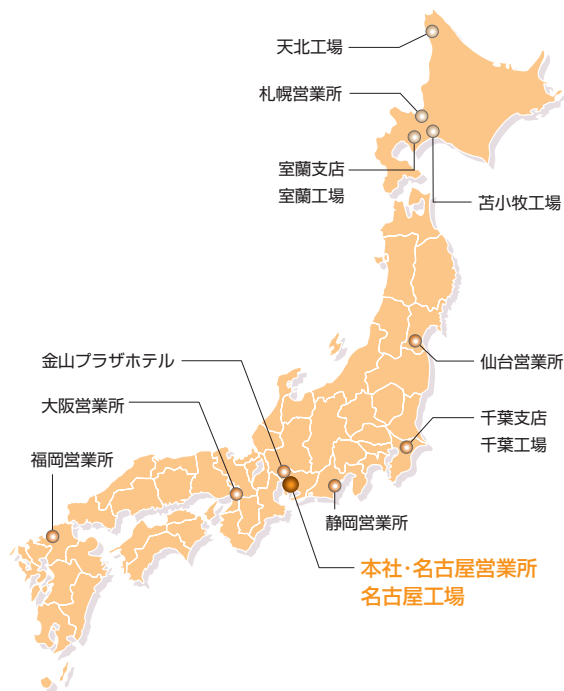 天北工場
札幌営業所
室蘭支店
室蘭工場
苫小牧工場
仙台営業所
金山プラザホテル
大阪営業所
千葉支店
千葉工場
福岡営業所
静岡営業所
本社･名古屋営業所
名古屋工場